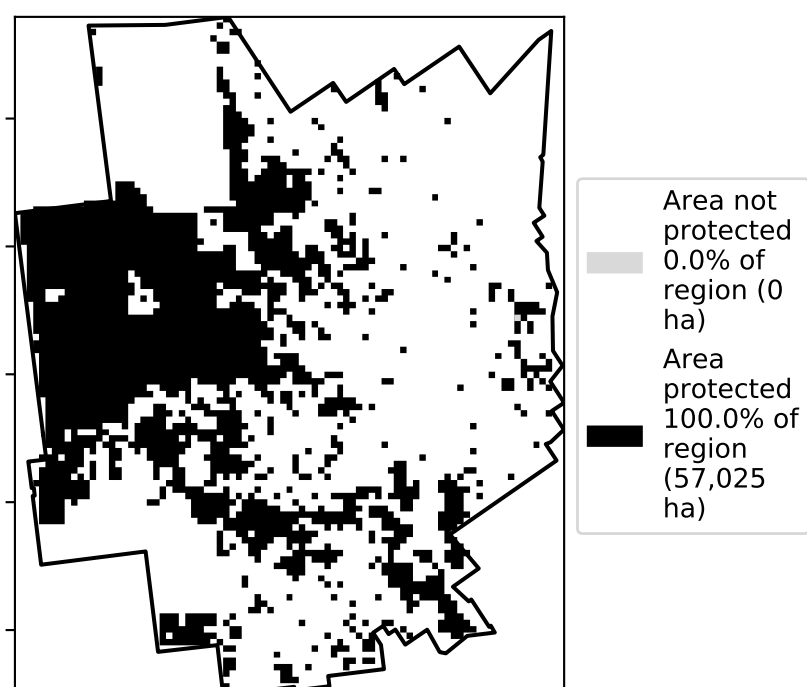 Area not
protected
0.0% of
region (0
ha)
Area
protected
100.0% of
region
(57,025
ha)